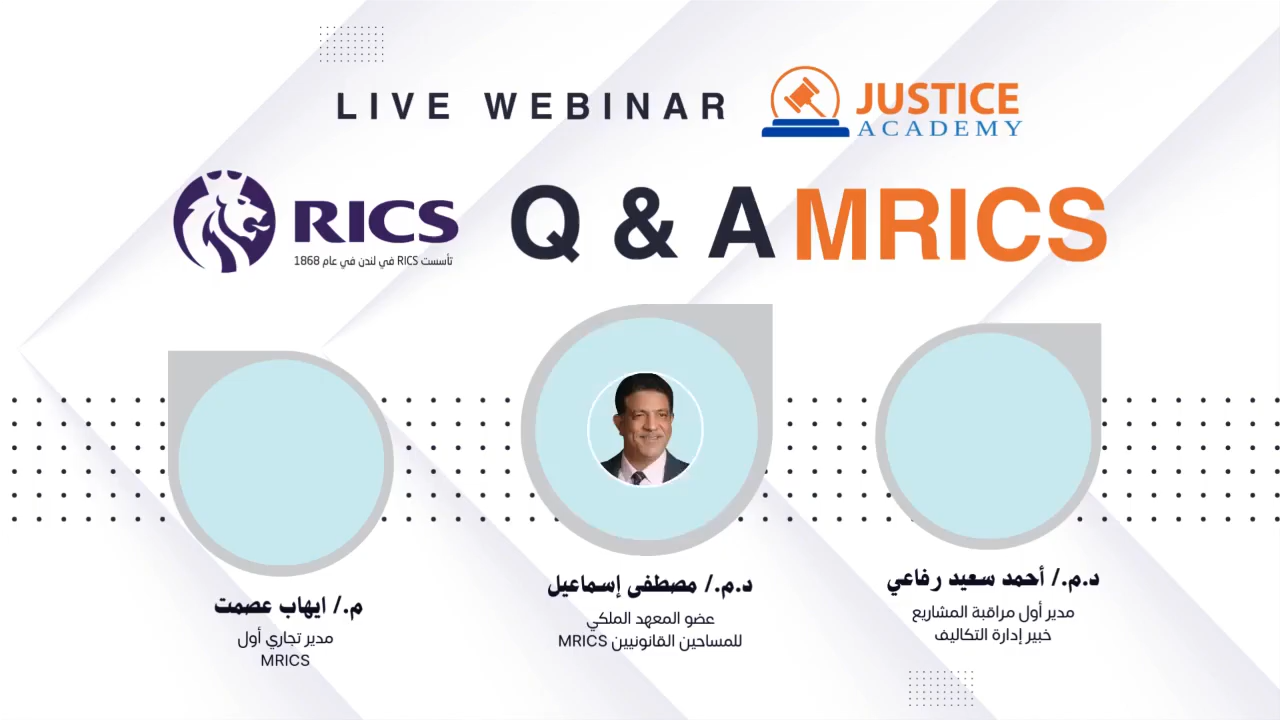 LIVE WEBINAR
JUSTICE
ACADEMY
RICS
تأسست RICS في لندن في عام 1868
Q & A MRICS
د.م./ أحمد سعيد رفاعي
مدير أول مراقبة المشاريع
خبير إدارة التكاليف
د.م./ مصطفى إسماعيل
عضو المعهد الملكي
للمساحين القانونيين MRICS
م./ ايهاب عصمت
مدير تجاري أول
MRICS